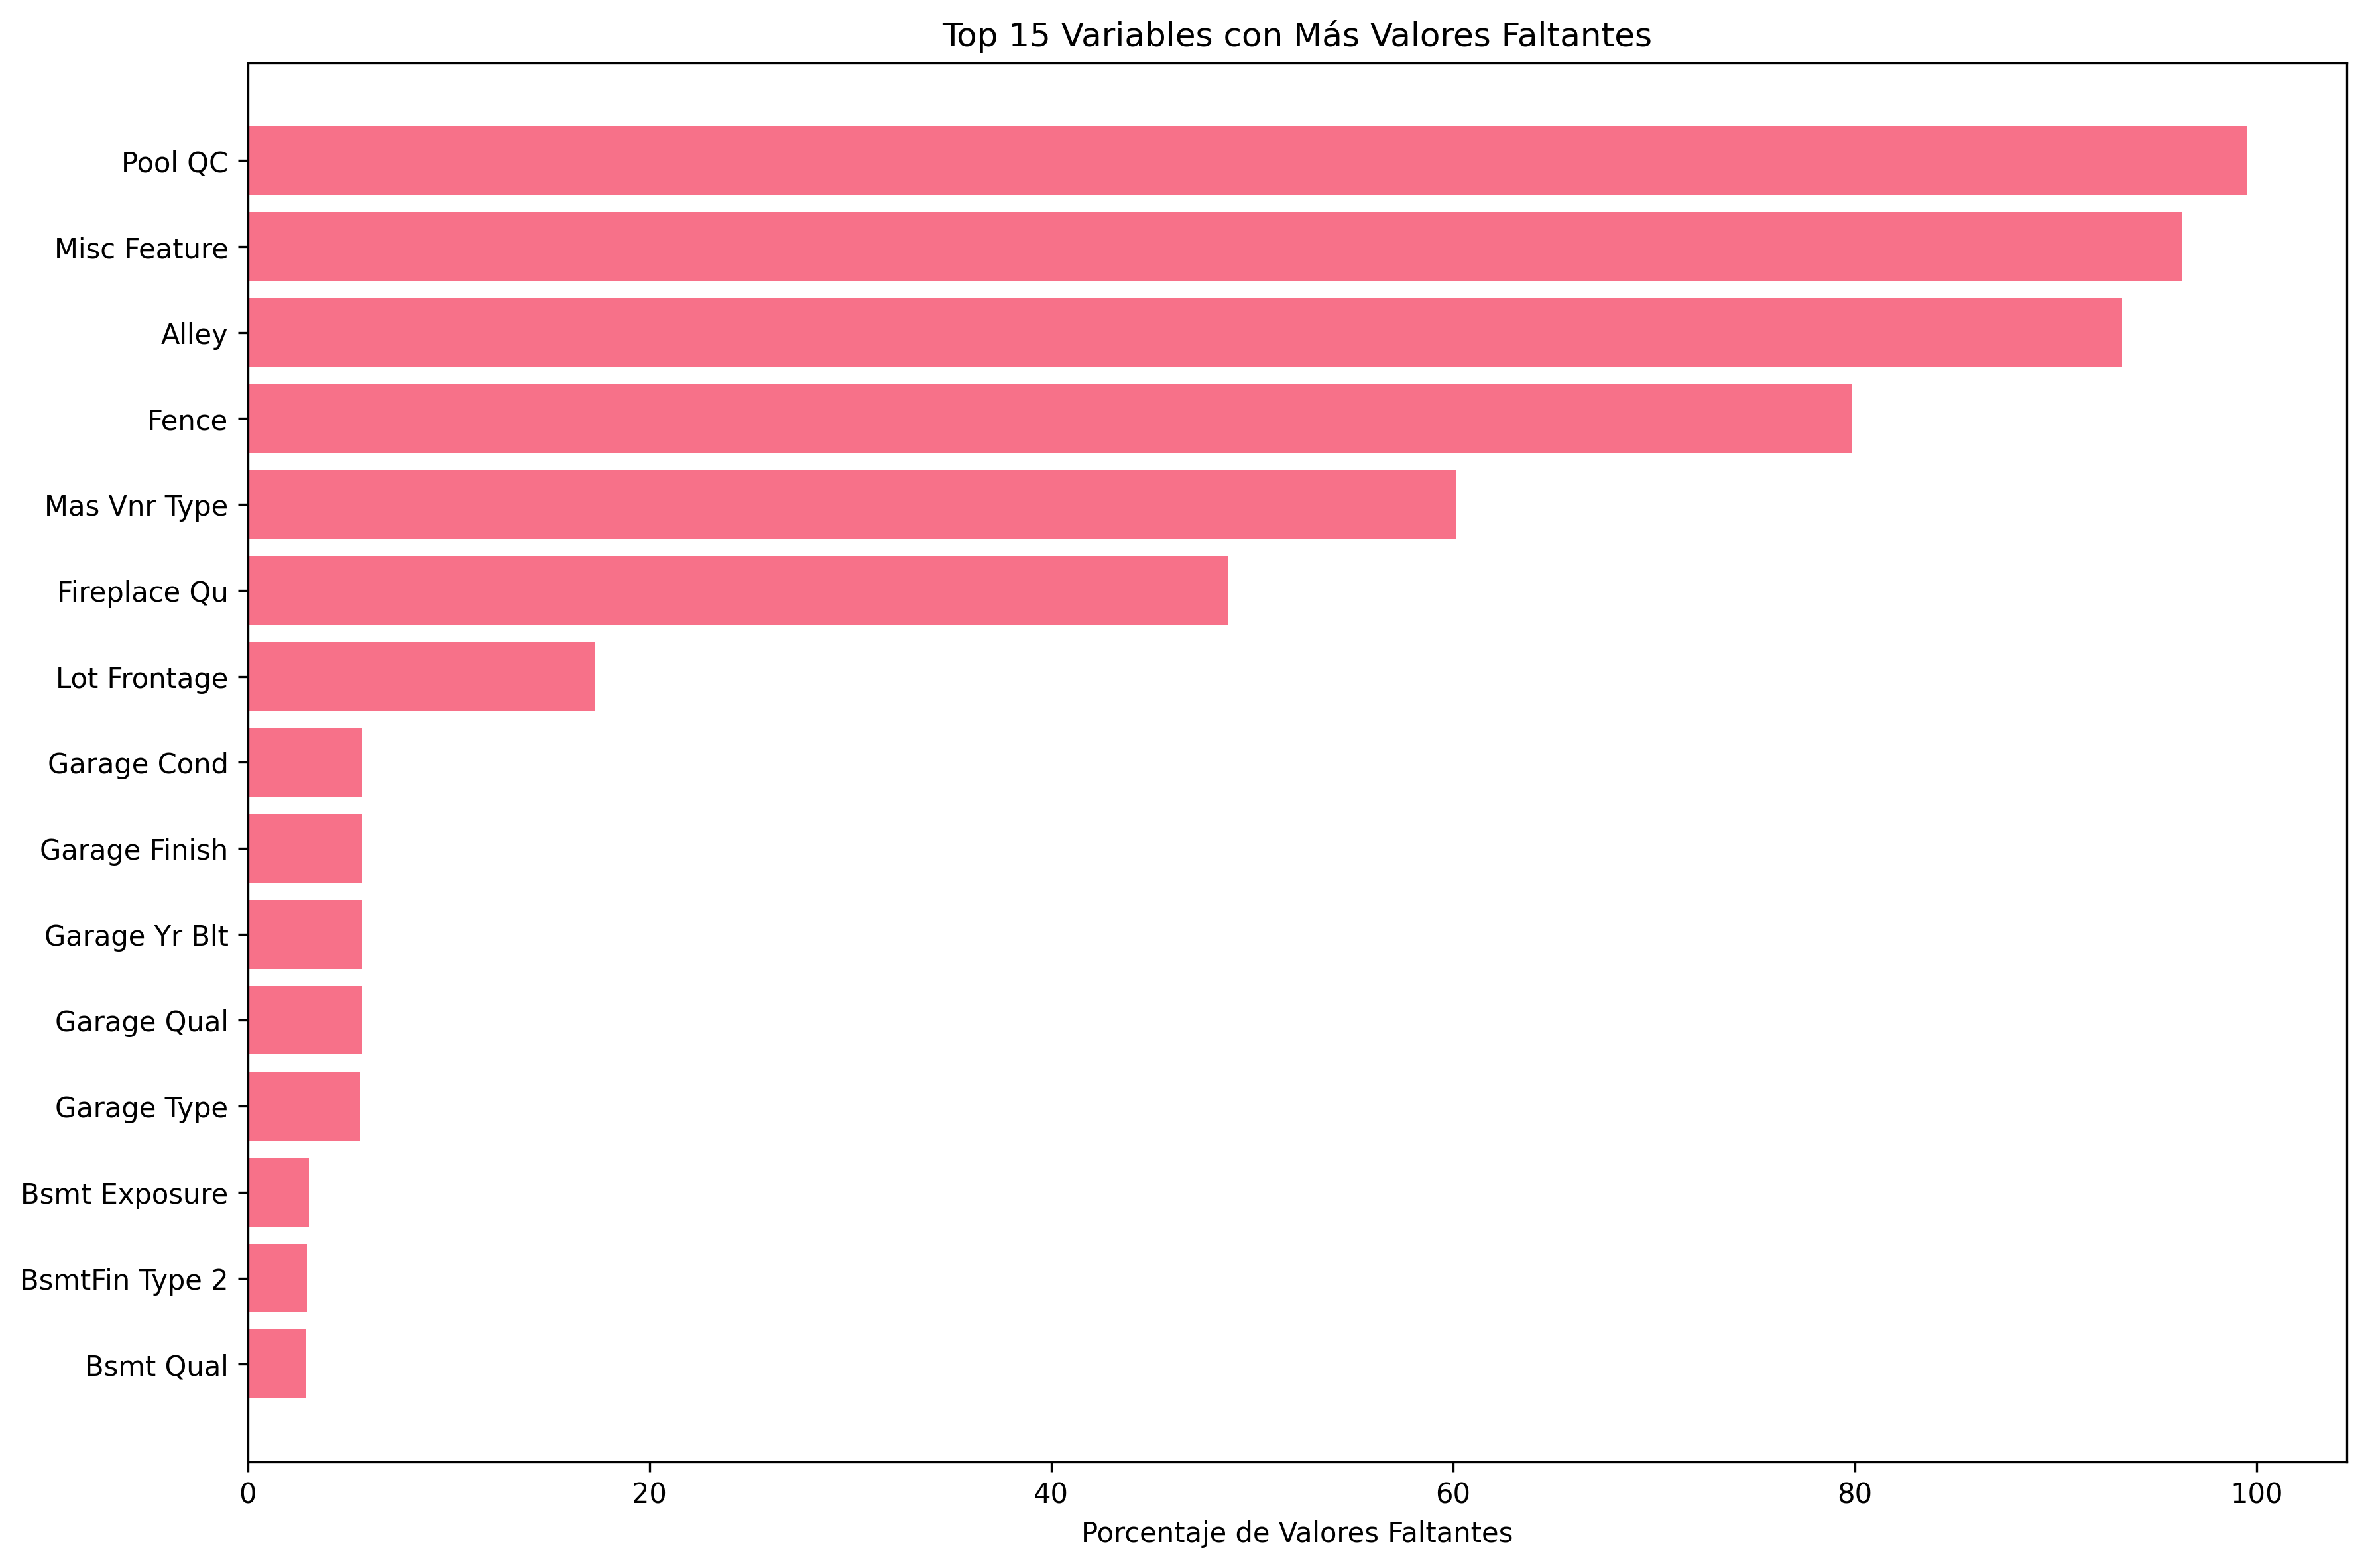 Top 15 Variables con Más Valores Faltantes
Pool QC
Misc Feature
Alley
Fence
Mas Vnr Type
Fireplace Qu
Lot Frontage
Garage Cond
Garage Finish
Garage Yr Blt
Garage Qual
Garage Type
Bsmt Exposure
BsmtFin Type 2
Bsmt Qual
0 20 40 60 80 100
Porcentaje de Valores Faltantes